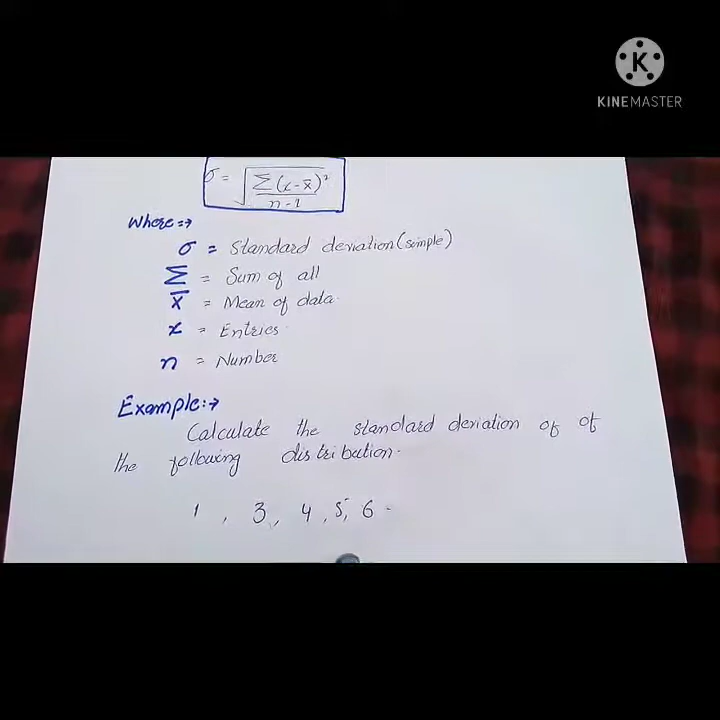 KINEMASTER
σ = √ Σ(x-x̄)² / n-1
Where :→
σ = Standard deviation (simple)
Σ = Sum of all
X̄ = Mean of data.
x = Entries
n = Number
Example :→
Calculate the standard deviation of of
the following distribution.
1 , 3 , 4 , 5 , 6 .